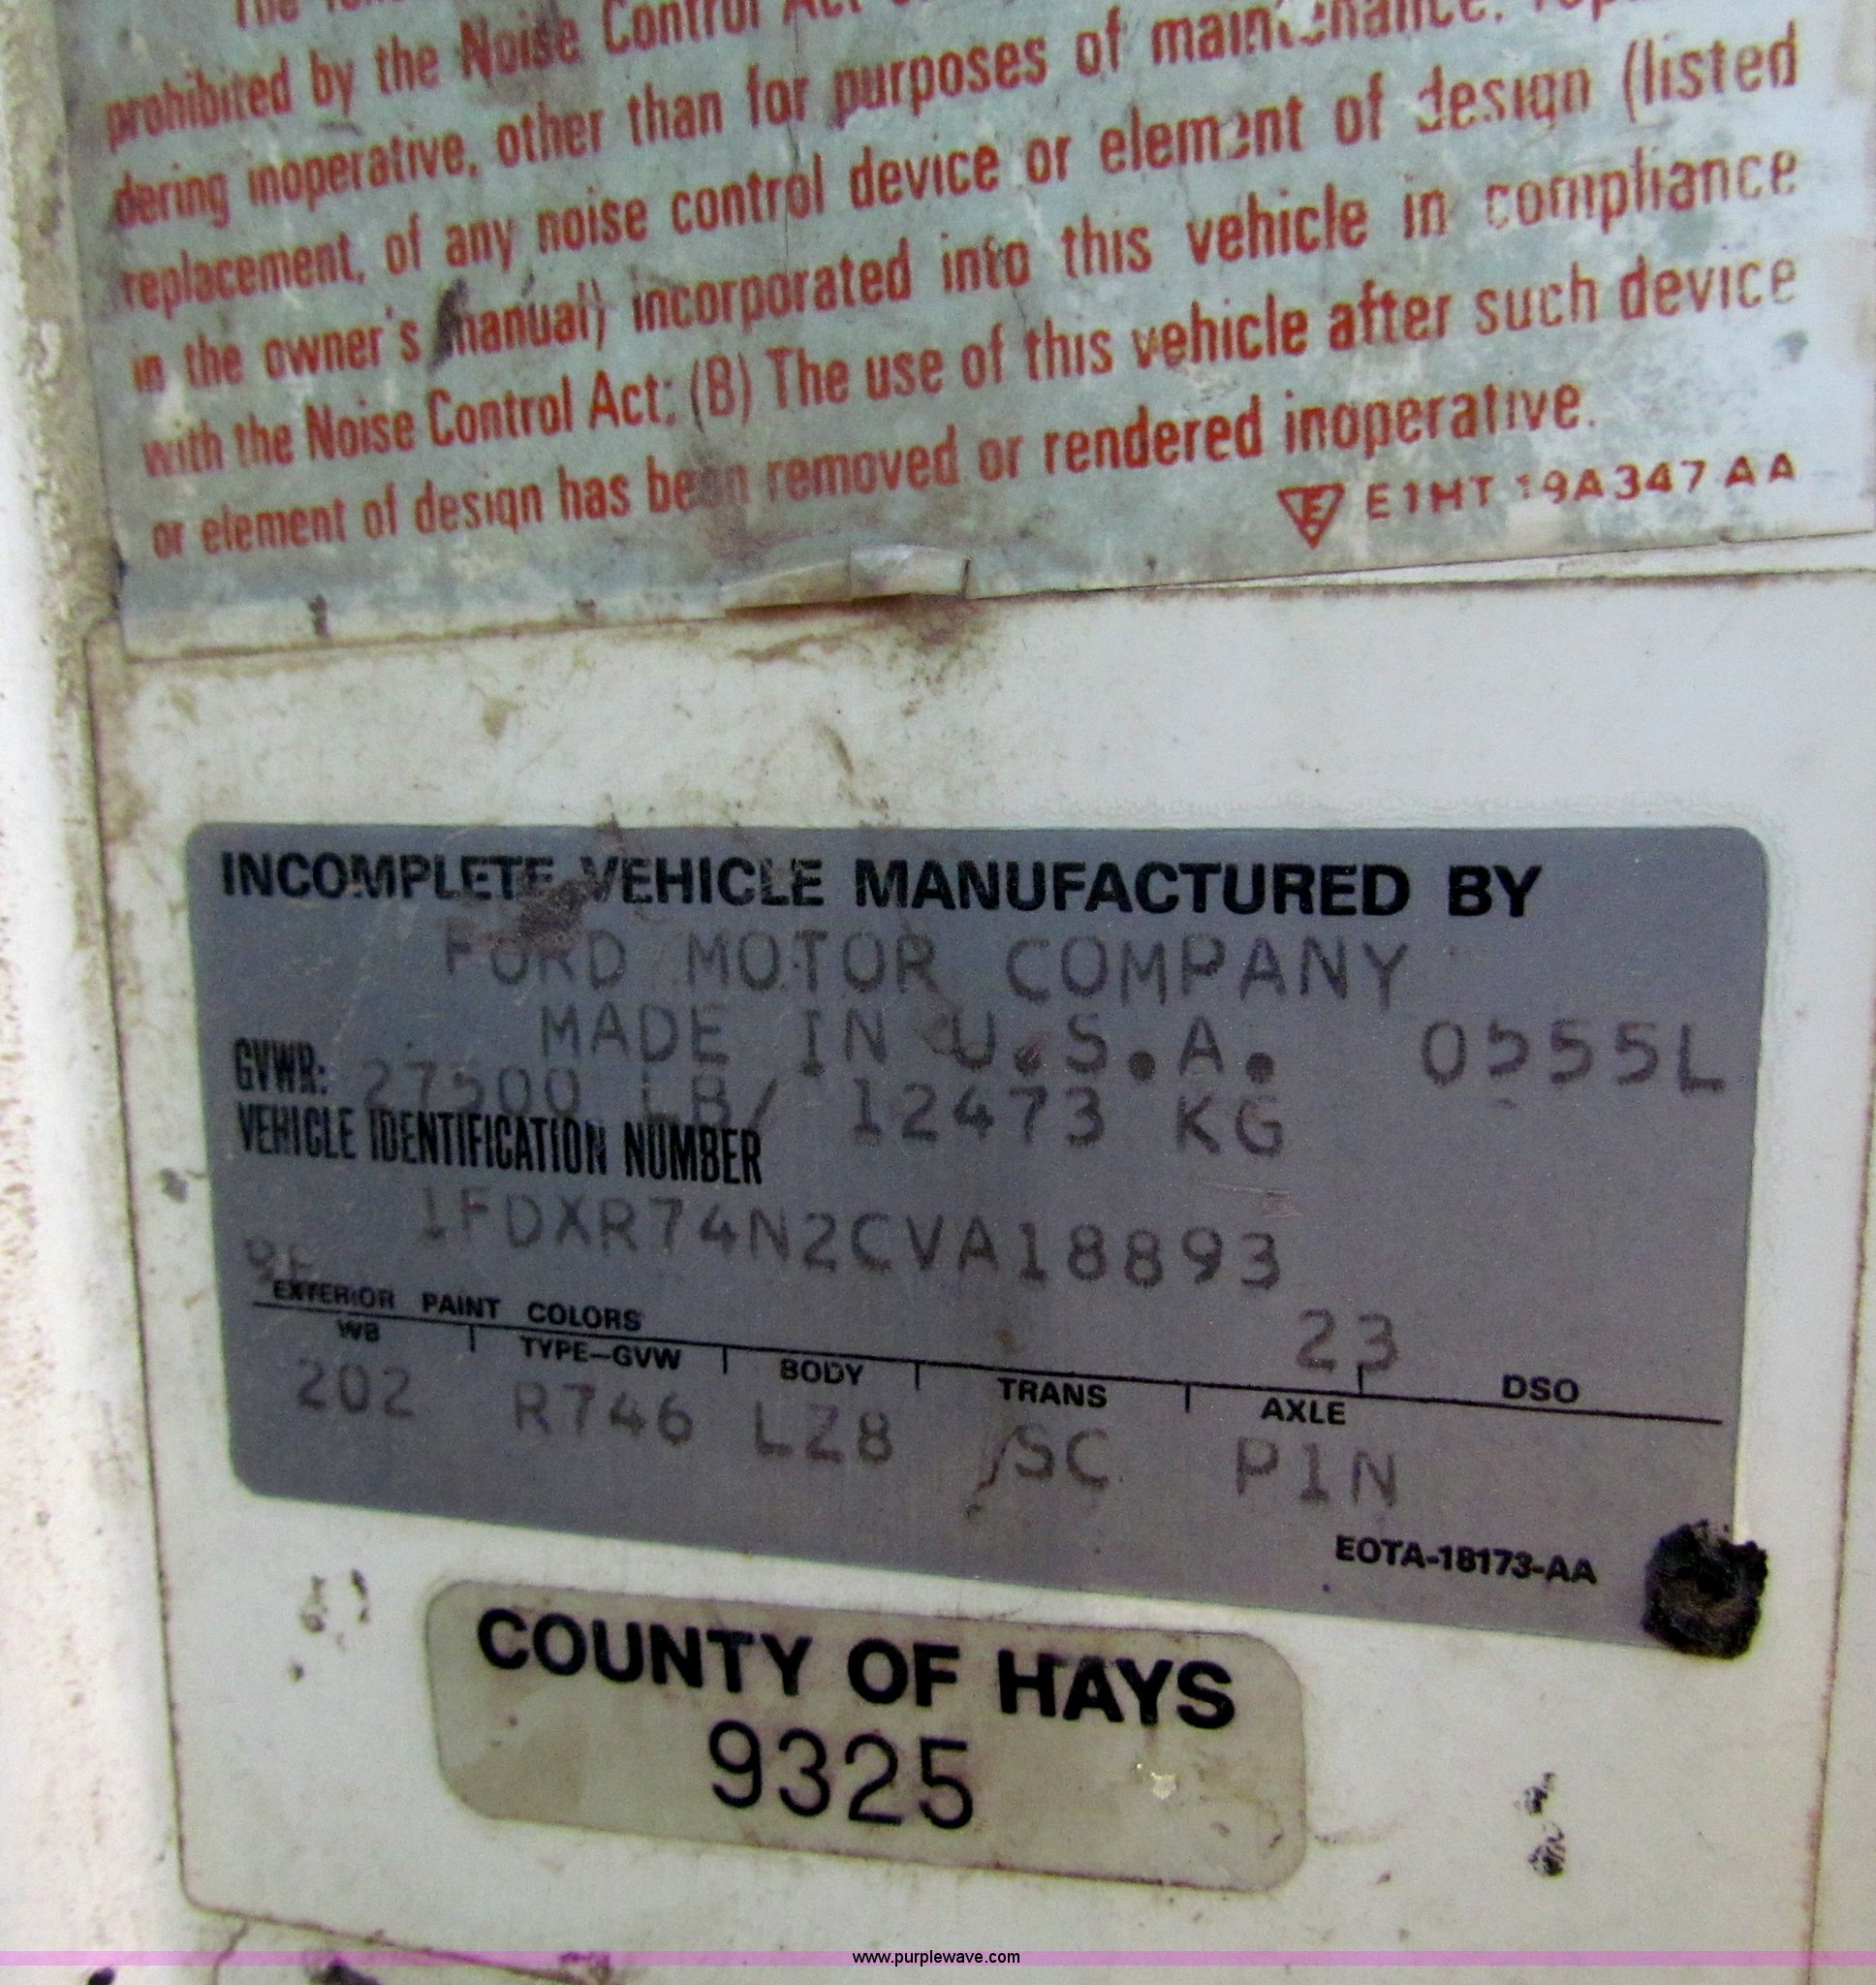 prohibited by the Noise Control
dering inoperative, other than for purposes of maintenance,
replacement, of any noise control device or element of design (listed
in the owner's manual) incorporated into this vehicle in compliance
with the Noise Control Act; (B) The use of this vehicle after such device
or element of design has been removed or rendered inoperative.
E1HT 19A347 AA
INCOMPLETE VEHICLE MANUFACTURED BY
FORD MOTOR COMPANY
MADE IN U.S.A. 0555L
GVWR: 27500 LB/ 12473 KG
VEHICLE IDENTIFICATION NUMBER
1FDXR74N2CVA18893
EXTERIOR PAINT COLORS 23
WB TYPE-GVW BODY TRANS AXLE DSO
202 R746 LZ8 /SC P1N
EOTA-18173-AA
COUNTY OF HAYS
9325
www.purplewave.com